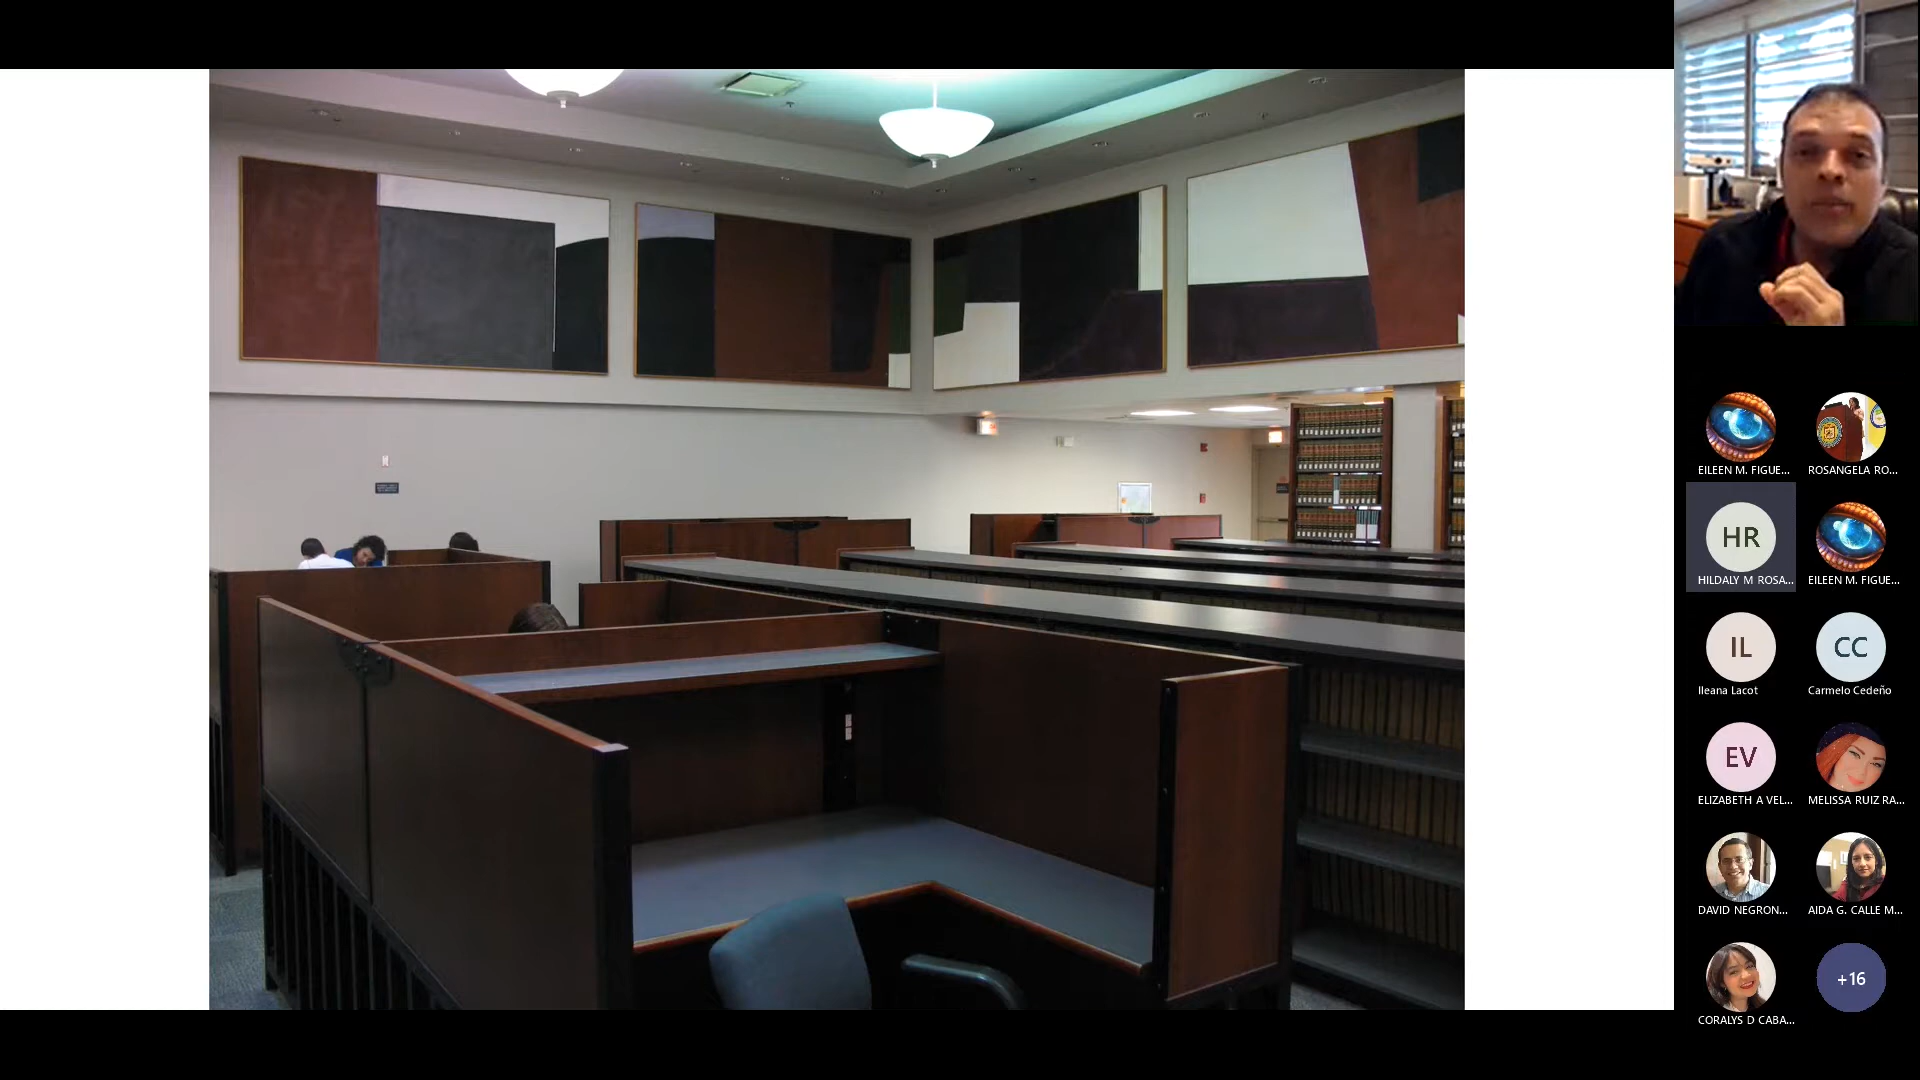 EILEEN M. FIGUE...
ROSANGELA RO...
HR
HILDALY M ROSA...
EILEEN M. FIGUE...
IL
Ileana Lacot
CC
Carmelo Cedeño
EV
ELIZABETH A VEL...
MELISSA RUIZ RA...
DAVID NEGRON...
AIDA G. CALLE M...
CORALYS D CABA...
+16